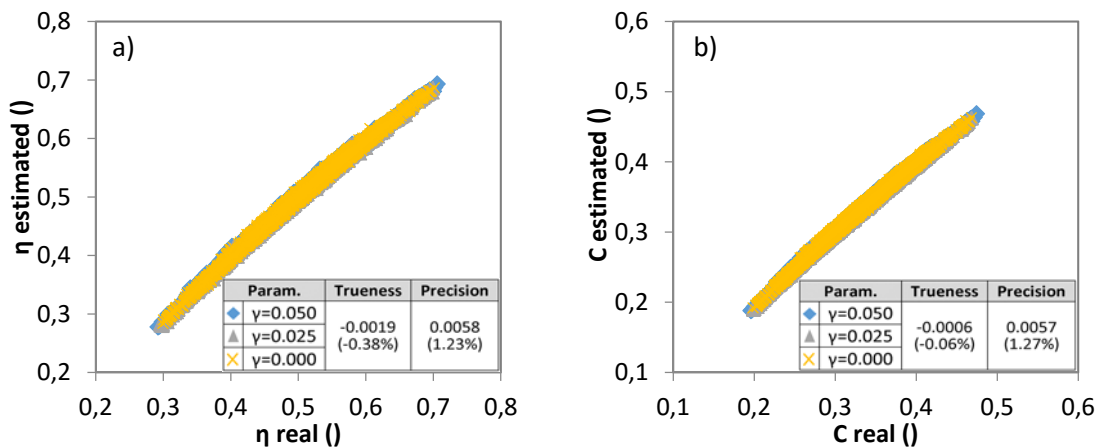 a)
0,8
0,7
0,6
0,5
0,4
0,3
0,2
η estimated ()
Param. Trueness Precision
γ=0.050
γ=0.025
γ=0.000
-0.0019
(-0.38%)
0.0058
(1.23%)
0,2 0,3 0,4 0,5 0,6 0,7 0,8
η real ()
b)
0,6
0,5
0,4
0,3
0,2
0,1
C estimated ()
Param. Trueness Precision
γ=0.050
γ=0.025
γ=0.000
-0.0006
(-0.06%)
0.0057
(1.27%)
0,1 0,2 0,3 0,4 0,5 0,6
C real ()